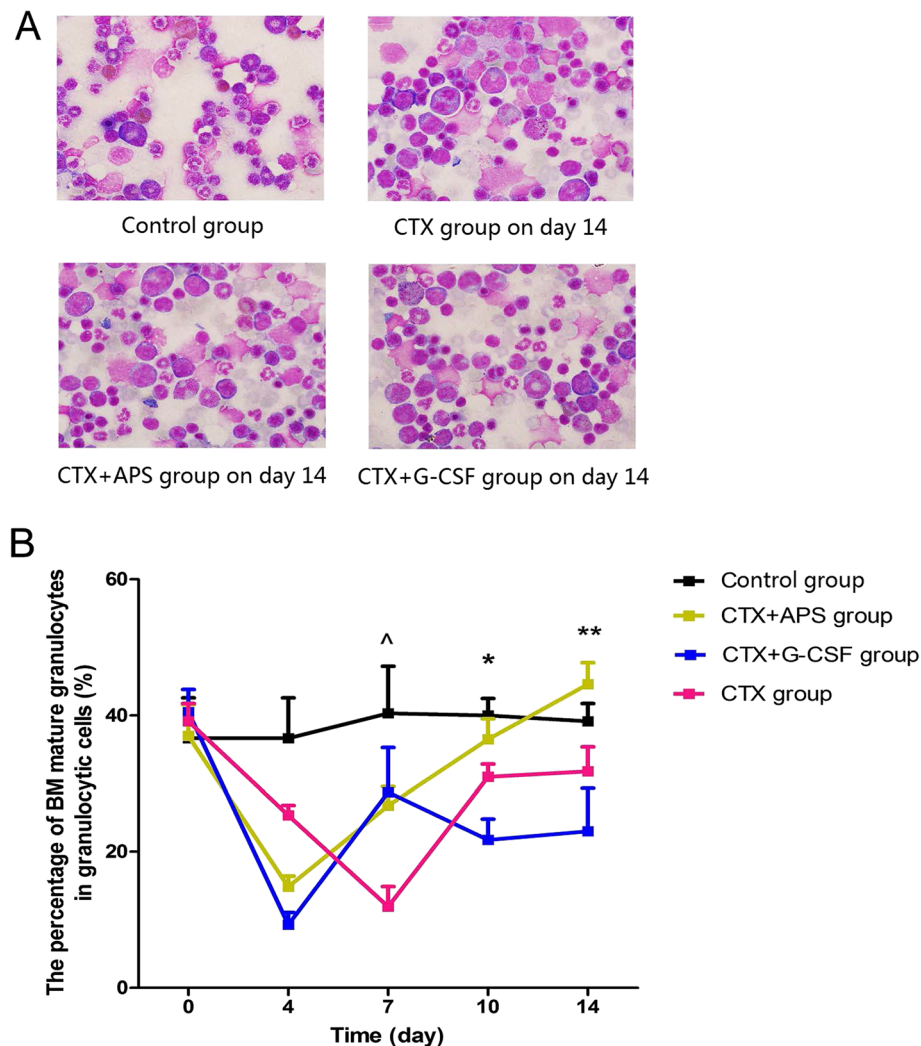 A
Control group
CTX group on day 14
CTX+APS group on day 14
CTX+G-CSF group on day 14
B
The percentage of BM mature granulocytes
in granulocytic cells (%)
60
40
20
0
^
*
**
0 4 7 10 14
Time (day)
Control group
CTX+APS group
CTX+G-CSF group
CTX group